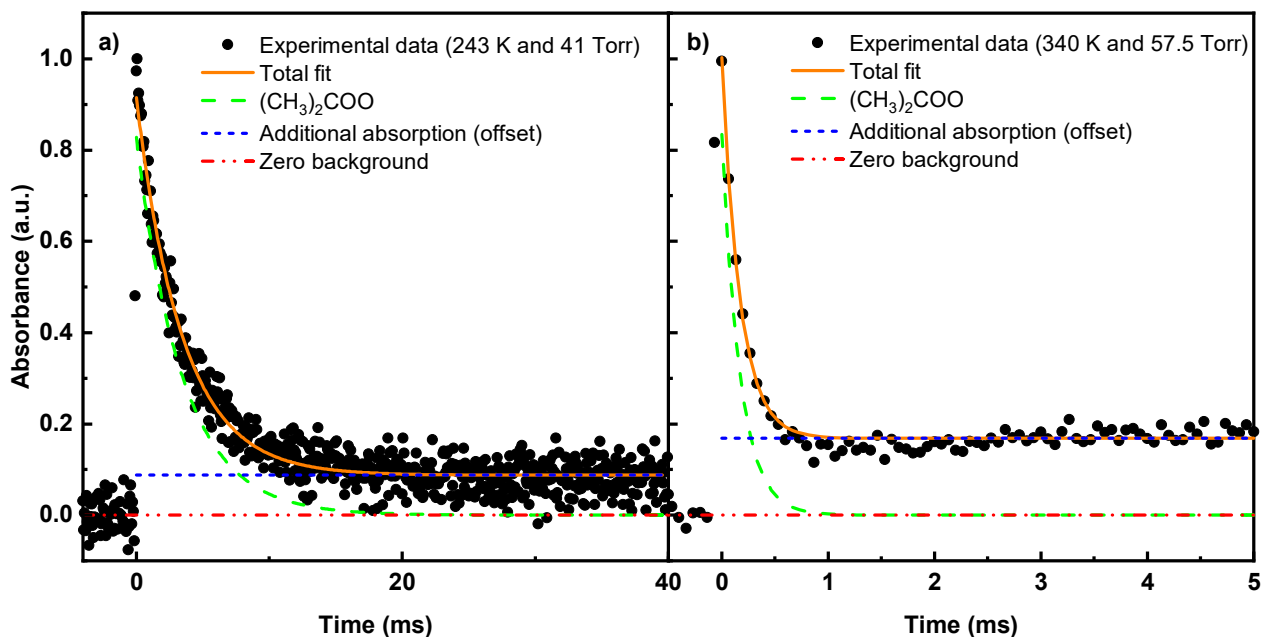 a)
Experimental data (243 K and 41 Torr)
Total fit
(CH₃)₂COO
Additional absorption (offset)
Zero background
b)
Experimental data (340 K and 57.5 Torr)
Total fit
(CH₃)₂COO
Additional absorption (offset)
Zero background
Absorbance (a.u.)
1.0
0.8
0.6
0.4
0.2
0.0
0 20 40
0 1 2 3 4 5
Time (ms)
Time (ms)